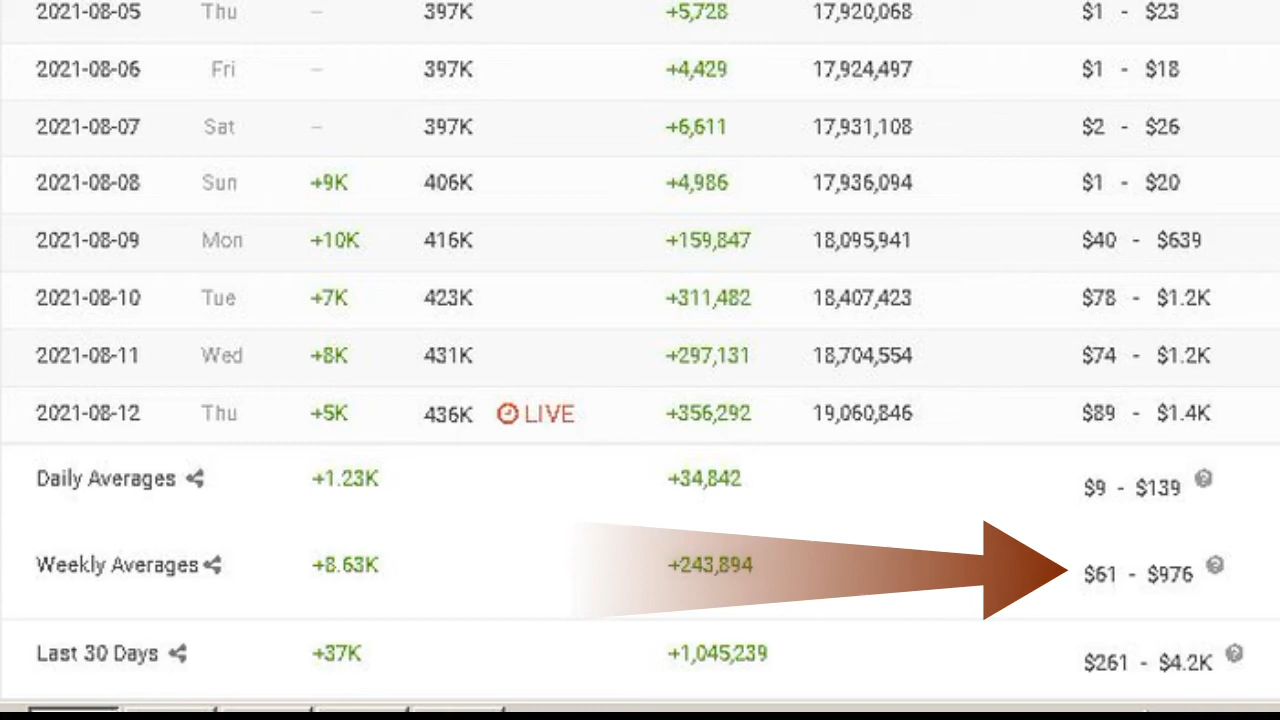 2021-08-05 Thu – 397K +5,728 17,920,068 $1 - $23
2021-08-06 Fri – 397K +4,429 17,924,497 $1 - $18
2021-08-07 Sat – 397K +6,611 17,931,108 $2 - $26
2021-08-08 Sun +9K 406K +4,986 17,936,094 $1 - $20
2021-08-09 Mon +10K 416K +159,847 18,095,941 $40 - $639
2021-08-10 Tue +7K 423K +311,482 18,407,423 $78 - $1.2K
2021-08-11 Wed +8K 431K +297,131 18,704,554 $74 - $1.2K
2021-08-12 Thu +5K 436K LIVE +356,292 19,060,846 $89 - $1.4K
Daily Averages +1.23K +34,842 $9 - $139
Weekly Averages +8.63K +243,894 $61 - $976
Last 30 Days +37K +1,045,239 $261 - $4.2K